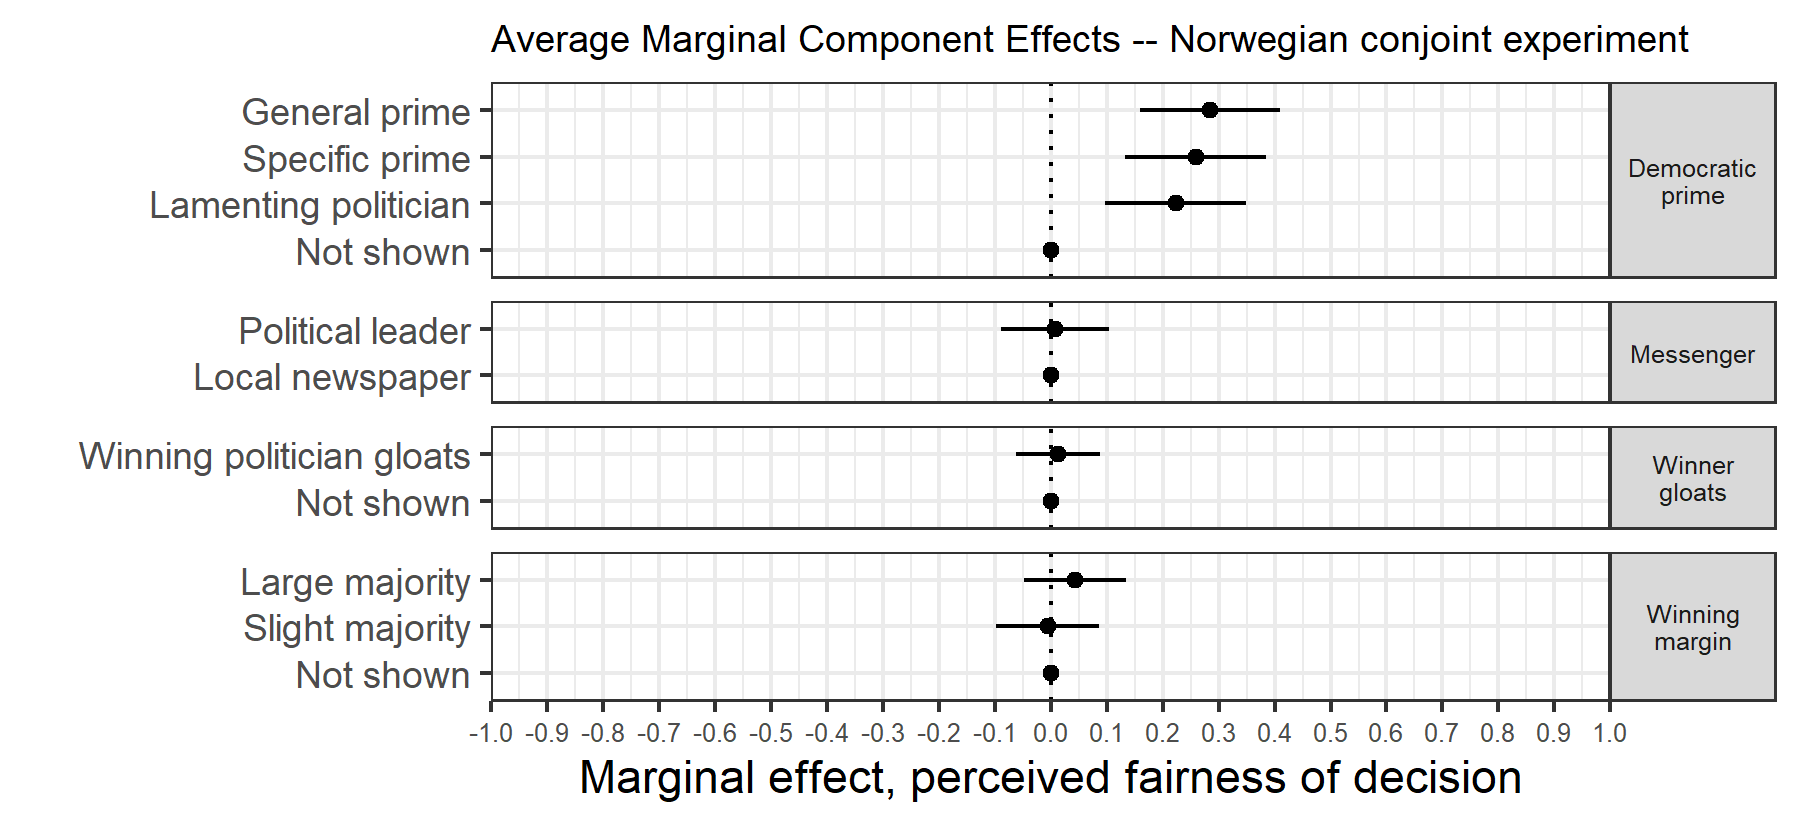 Average Marginal Component Effects -- Norwegian conjoint experiment
General prime
Specific prime
Lamenting politician
Not shown
Democratic
prime
Political leader
Local newspaper
Messenger
Winning politician gloats
Not shown
Winner
gloats
Large majority
Slight majority
Not shown
Winning
margin
-1.0 -0.9 -0.8 -0.7 -0.6 -0.5 -0.4 -0.3 -0.2 -0.1 0.0 0.1 0.2 0.3 0.4 0.5 0.6 0.7 0.8 0.9 1.0
Marginal effect, perceived fairness of decision